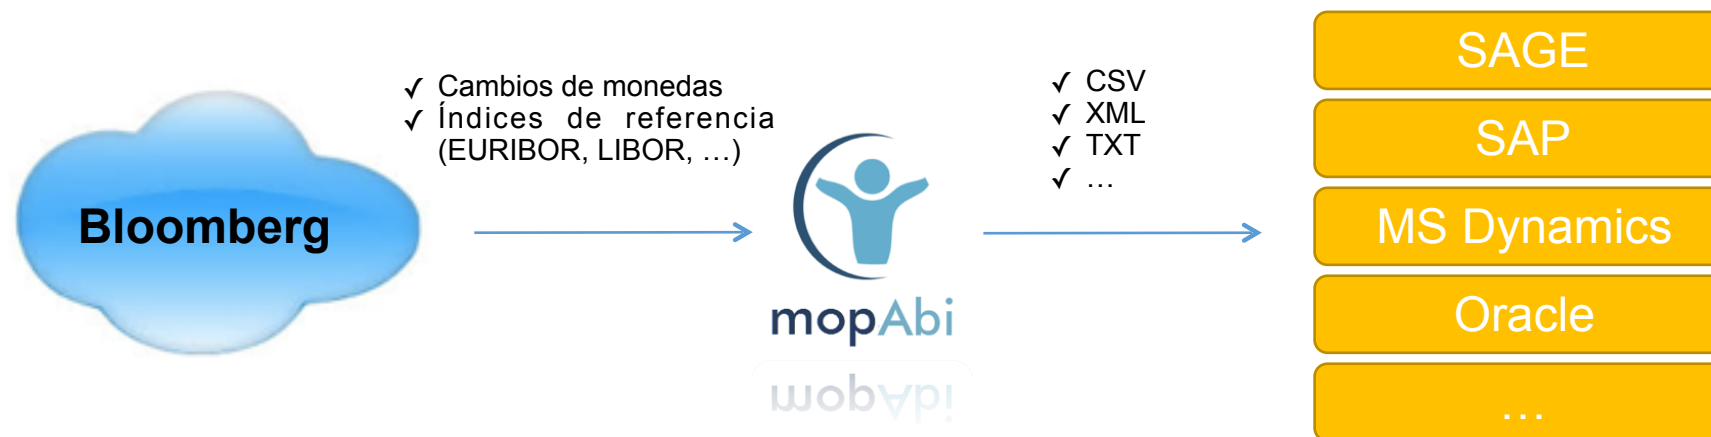 Bloomberg
✓ Cambios de monedas
✓ Índices de referencia
(EURIBOR, LIBOR, …)
mopAbi
✓ CSV
✓ XML
✓ TXT
✓ …
SAGE
SAP
MS Dynamics
Oracle
…